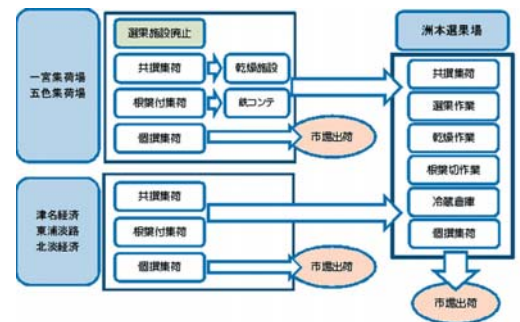 選果施設廃止
共撰集荷
乾燥施設
根葉付集荷
鉄コンテ
個撰集荷
市場出荷
一宮集荷場
五色集荷場
津名経済
東浦淡路
北淡経済
共撰集荷
根葉付集荷
個撰集荷
市場出荷
洲本選果場
共撰集荷
選果作業
乾燥作業
根葉切作業
冷蔵倉庫
個撰集荷
市場出荷